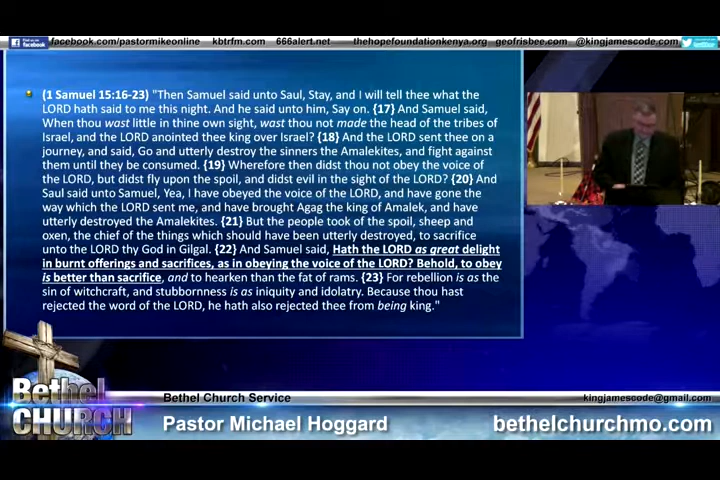 facebook.com/pastormikeonline kbtrfm.com 666alert.net thehopefoundationkenya.org geofrisbee.com @kingjamescode
(1 Samuel 15:16-23) "Then Samuel said unto Saul, Stay, and I will tell thee what the
LORD hath said to me this night. And he said unto him, Say on. {17} And Samuel said,
When thou wast little in thine own sight, wast thou not made the head of the tribes of
Israel, and the LORD anointed thee king over Israel? {18} And the LORD sent thee on a
journey, and said, Go and utterly destroy the sinners the Amalekites, and fight against
them until they be consumed. {19} Wherefore then didst thou not obey the voice of
the LORD, but didst fly upon the spoil, and didst evil in the sight of the LORD? {20} And
Saul said unto Samuel, Yea, I have obeyed the voice of the LORD, and have gone the
way which the LORD sent me, and have brought Agag the king of Amalek, and have
utterly destroyed the Amalekites. {21} But the people took of the spoil, sheep and
oxen, the chief of the things which should have been utterly destroyed, to sacrifice
unto the LORD thy God in Gilgal. {22} And Samuel said, Hath the LORD as great delight
in burnt offerings and sacrifices, as in obeying the voice of the LORD? Behold, to obey
is better than sacrifice, and to hearken than the fat of rams. {23} For rebellion is as the
sin of witchcraft, and stubbornness is as iniquity and idolatry. Because thou hast
rejected the word of the LORD, he hath also rejected thee from being king."
Bethel
CHURCH
Bethel Church Service kingjamescode@gmail.com
Pastor Michael Hoggard bethelchurchmo.com